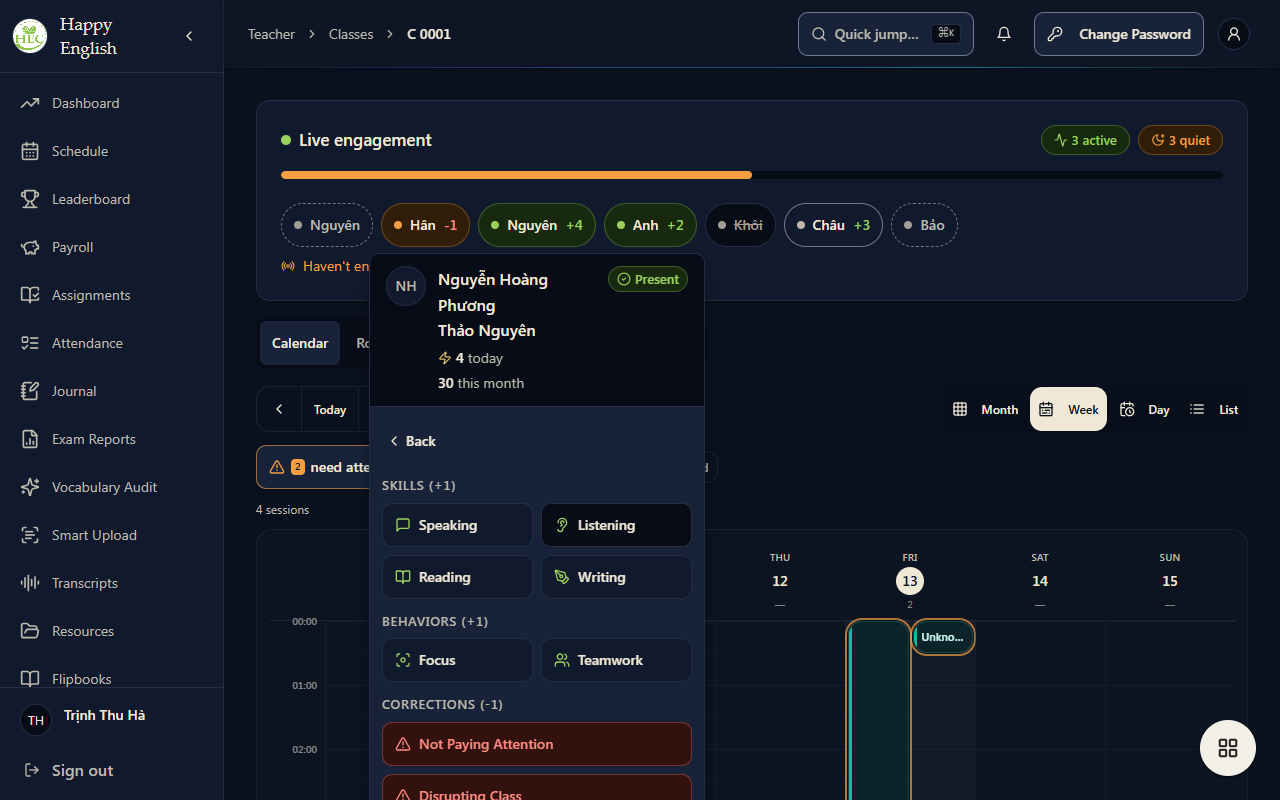 Happy
English
HEC
Dashboard
Schedule
Leaderboard
Payroll
Assignments
Attendance
Journal
Exam Reports
Vocabulary Audit
Smart Upload
Transcripts
Resources
Flipbooks
TH
Trịnh Thu Hà
Sign out
Teacher
Classes
C 0001
Quick jump...
⌘K
Change Password
Live engagement
3 active
3 quiet
Nguyên
Hân -1
Nguyên +4
Anh +2
Khôi
Châu +3
Bảo
Haven't en
NH
Nguyễn Hoàng
Phương
Thảo Nguyên
Present
4 today
30 this month
Back
SKILLS (+1)
Speaking
Listening
Reading
Writing
BEHAVIORS (+1)
Focus
Teamwork
CORRECTIONS (-1)
Not Paying Attention
Disrupting Class
Calendar
Today
Month
Week
Day
List
2 need atte
4 sessions
THU
12
—
FRI
13
2
SAT
14
—
SUN
15
—
00:00
Unkno...
01:00
02:00